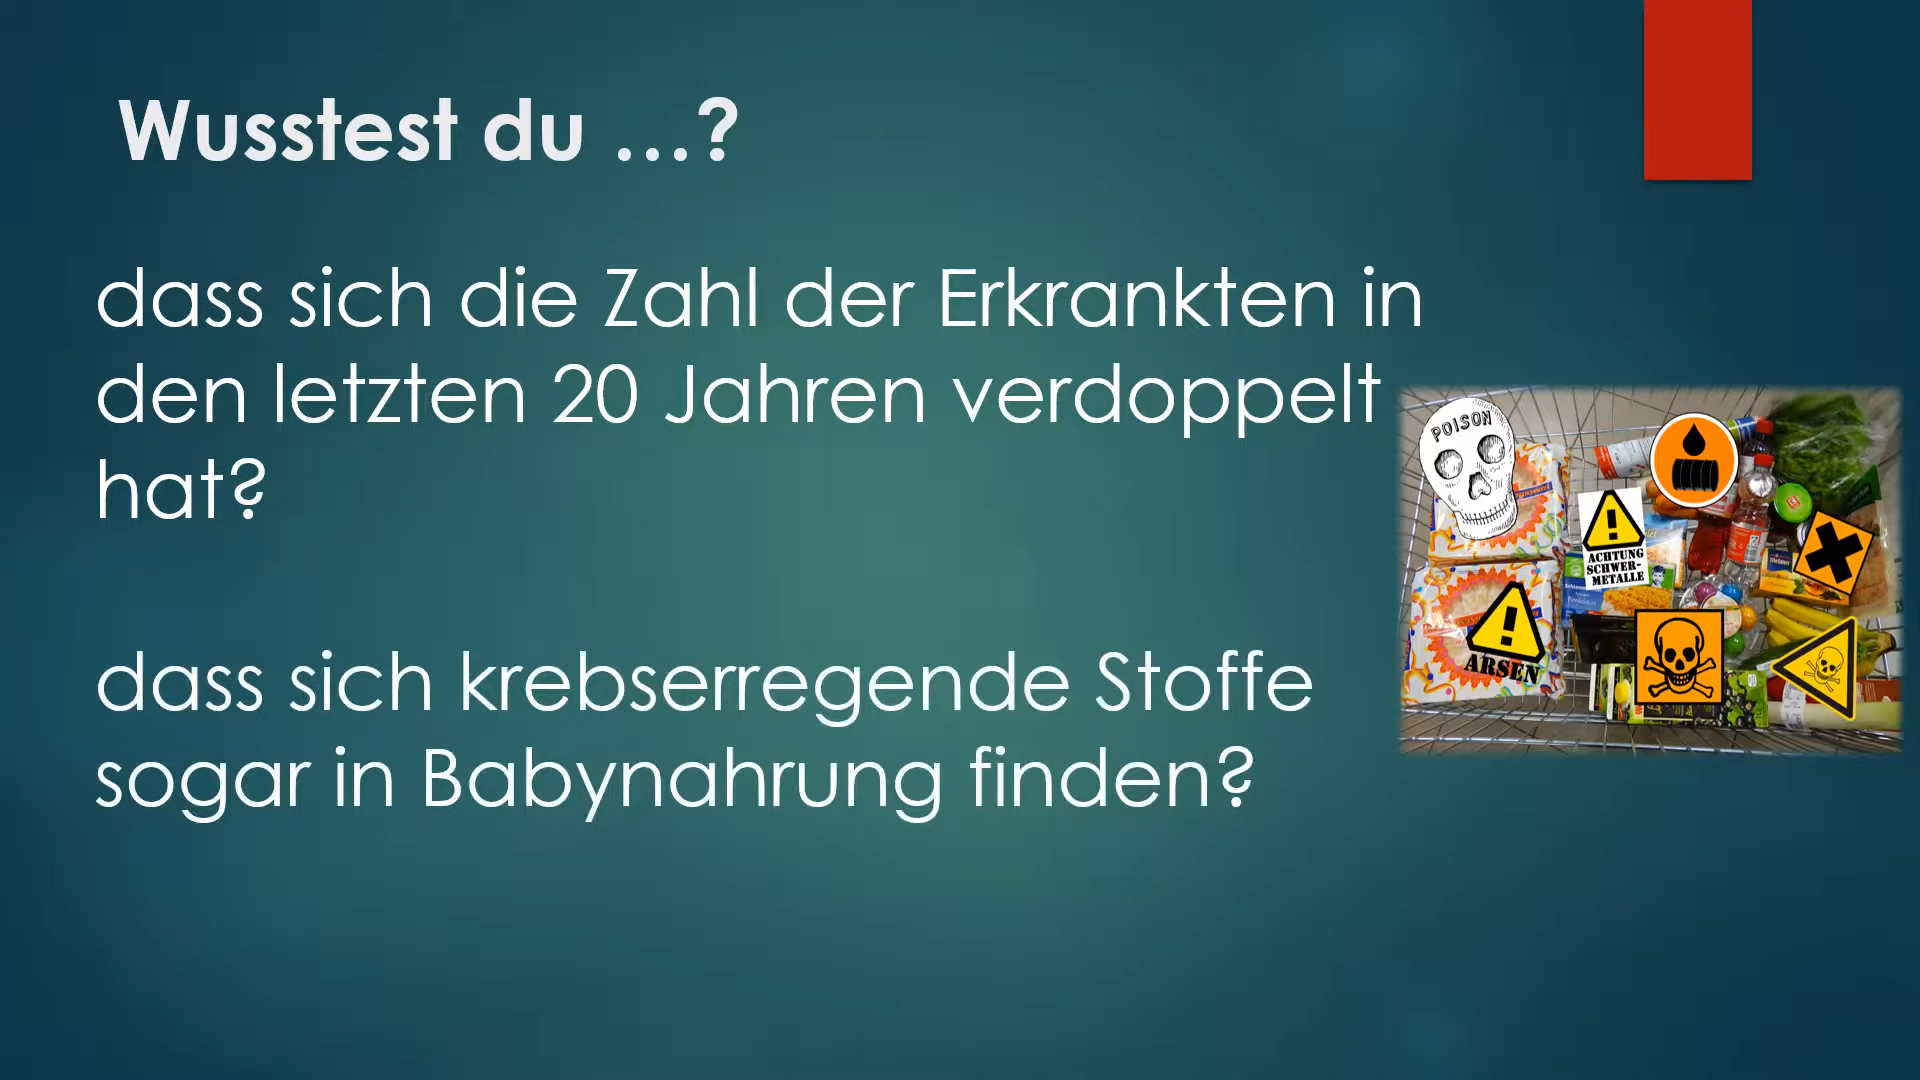 Wusstest du ...?
dass sich die Zahl der Erkrankten in
den letzten 20 Jahren verdoppelt
hat?
dass sich krebserregende Stoffe
sogar in Babynahrung finden?
POISON
ACHTUNG
SCHWER-
METALLE
ARSEN